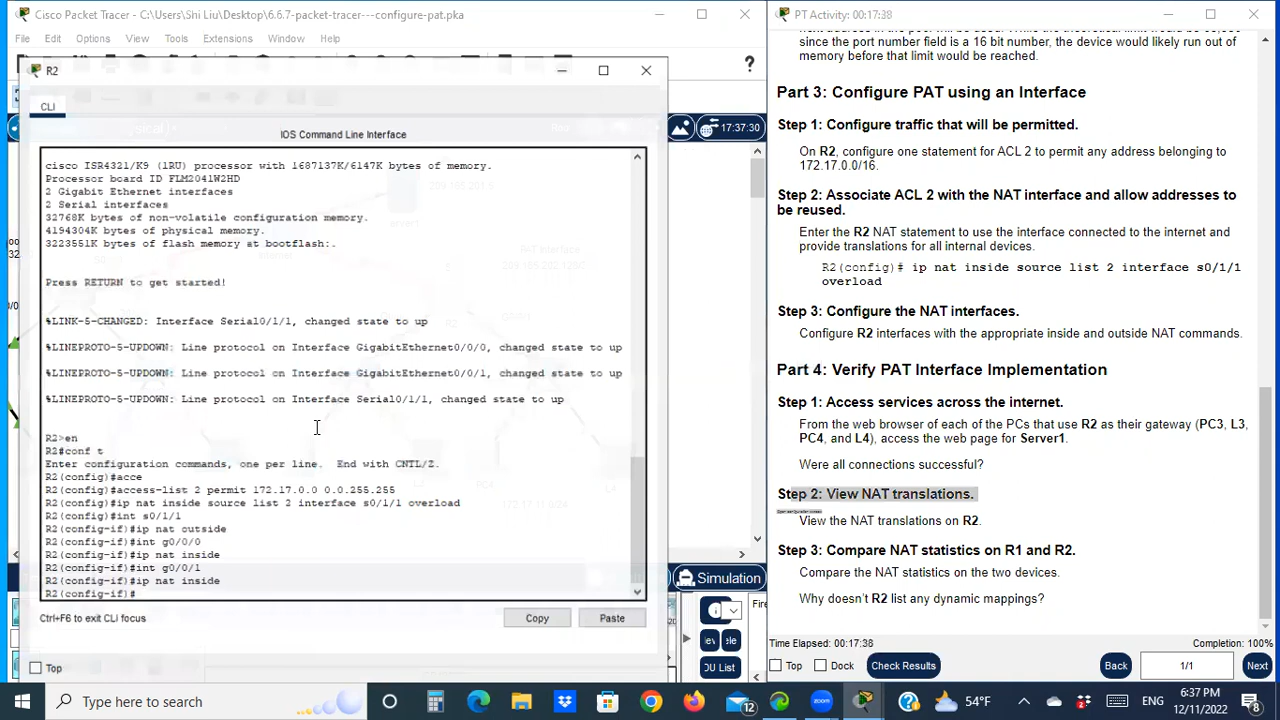 Cisco Packet Tracer - C:\Users\Shi Liu\Desktop\6.6.7-packet-tracer---configure-pat.pka
File Edit Options View Tools Extensions Window Help
R2
CLI
IOS Command Line Interface
17:37:30
cisco ISR4321/K9 (1RU) processor with 1687137K/6147K bytes of memory.
Processor board ID FLM2041W2HD
2 Gigabit Ethernet interfaces
2 Serial interfaces
32768K bytes of non-volatile configuration memory.
4194304K bytes of physical memory.
3223551K bytes of flash memory at bootflash:.
Press RETURN to get started!
%LINK-5-CHANGED: Interface Serial0/1/1, changed state to up
%LINEPROTO-5-UPDOWN: Line protocol on Interface GigabitEthernet0/0/0, changed state to up
%LINEPROTO-5-UPDOWN: Line protocol on Interface GigabitEthernet0/0/1, changed state to up
%LINEPROTO-5-UPDOWN: Line protocol on Interface Serial0/1/1, changed state to up
R2>en
R2#conf t
Enter configuration commands, one per line. End with CNTL/Z.
R2(config)#acce
R2(config)#access-list 2 permit 172.17.0.0 0.0.255.255
R2(config)#ip nat inside source list 2 interface s0/1/1 overload
R2(config)#int s0/1/1
R2(config-if)#ip nat outside
R2(config-if)#int g0/0/0
R2(config-if)#ip nat inside
R2(config-if)#int g0/0/1
R2(config-if)#ip nat inside
R2(config-if)#
Ctrl+F6 to exit CLI focus
Copy
Paste
Top
Simulation
Fire
DU List
PT Activity: 00:17:38
since the port number field is a 16 bit number, the device would likely run out of
memory before that limit would be reached.
Part 3: Configure PAT using an Interface
Step 1: Configure traffic that will be permitted.
On R2, configure one statement for ACL 2 to permit any address belonging to
172.17.0.0/16.
Step 2: Associate ACL 2 with the NAT interface and allow addresses to
be reused.
Enter the R2 NAT statement to use the interface connected to the internet and
provide translations for all internal devices.
R2(config)# ip nat inside source list 2 interface s0/1/1
overload
Step 3: Configure the NAT interfaces.
Configure R2 interfaces with the appropriate inside and outside NAT commands.
Part 4: Verify PAT Interface Implementation
Step 1: Access services across the internet.
From the web browser of each of the PCs that use R2 as their gateway (PC3, L3,
PC4, and L4), access the web page for Server1.
Were all connections successful?
Step 2: View NAT translations.
View the NAT translations on R2.
Step 3: Compare NAT statistics on R1 and R2.
Compare the NAT statistics on the two devices.
Why doesn't R2 list any dynamic mappings?
Time Elapsed: 00:17:38
Completion: 100%
Top
Dock
Check Results
Back
1/1
Next
Type here to search
12
54°F
ENG
6:37 PM
12/11/2022
8